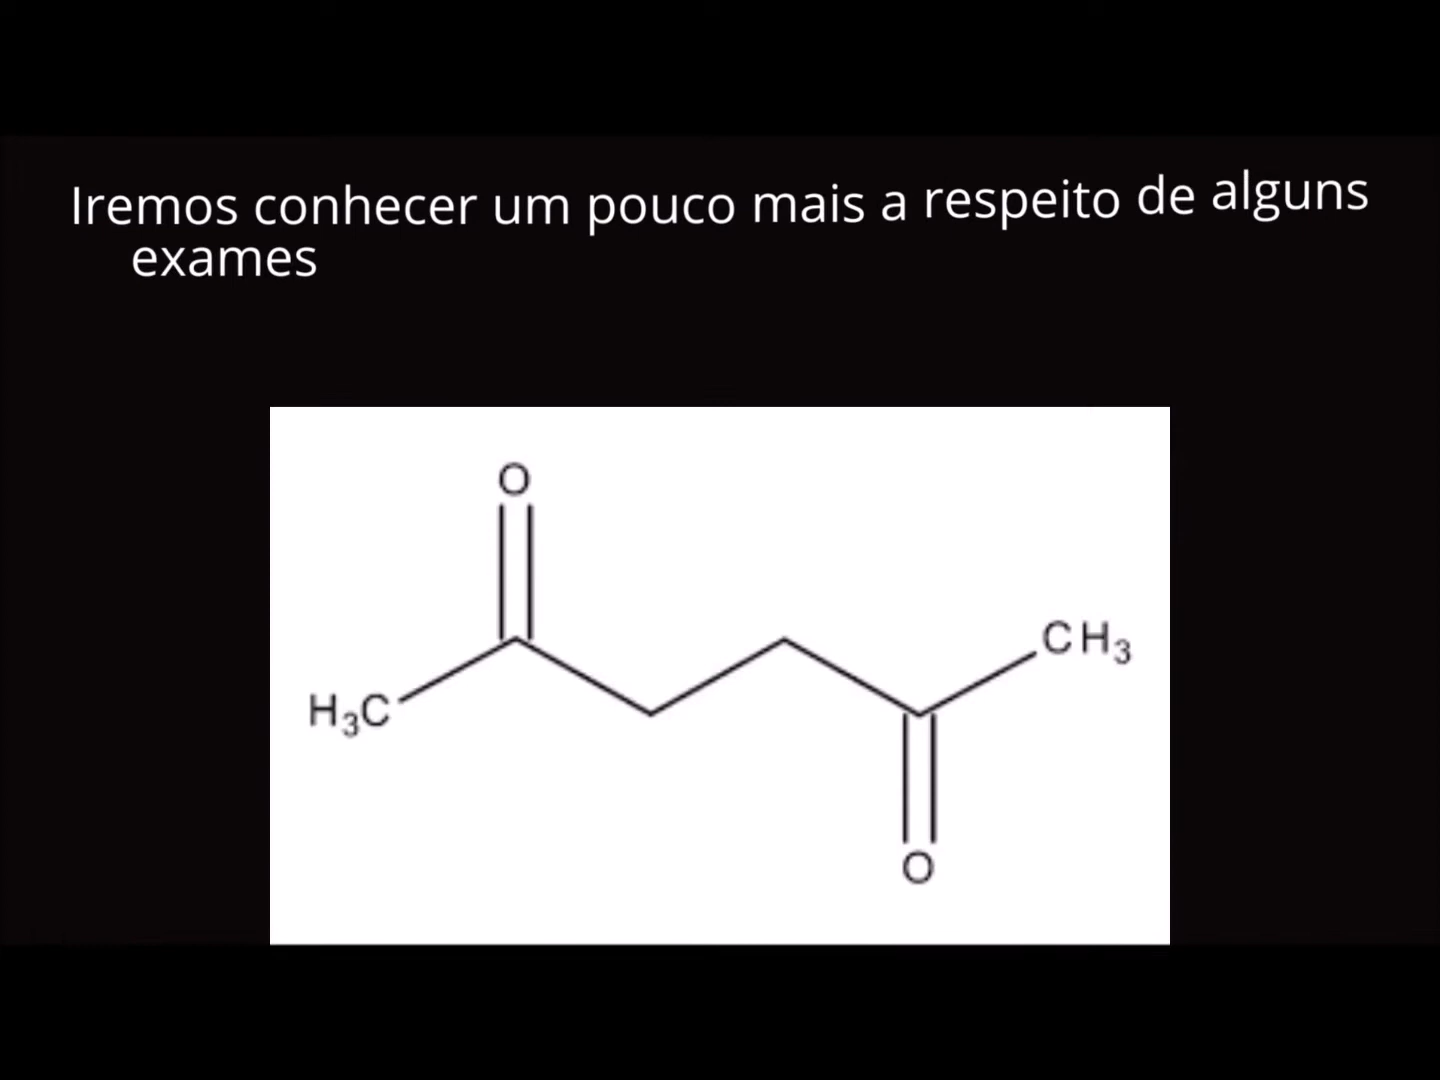 Iremos conhecer um pouco mais a respeito de alguns
exames
O
CH₃
H₃C
O